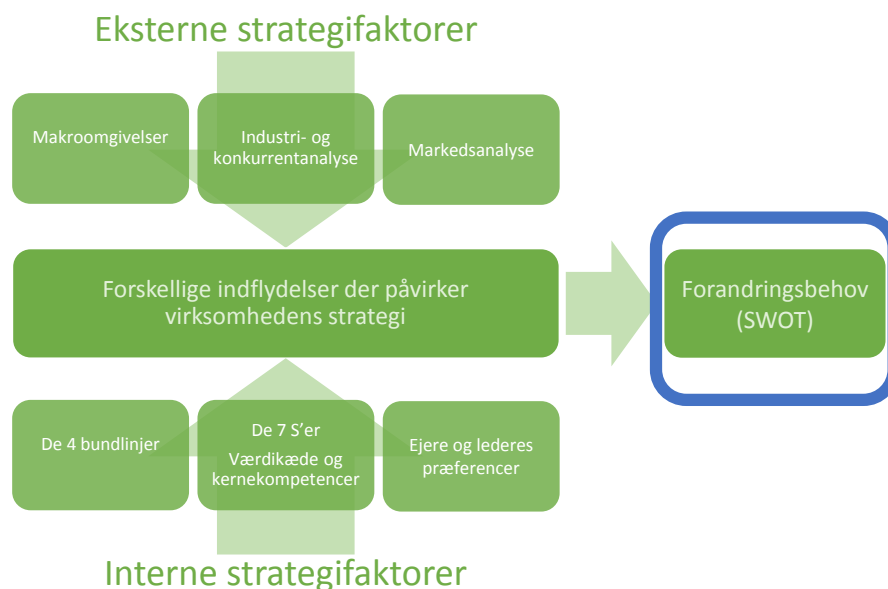 Eksterne strategifaktorer
Makroomgivelser
Industri- og
konkurrentanalyse
Markedsanalyse
Forskellige indflydelser der påvirker
virksomhedens strategi
Forandringsbehov
(SWOT)
De 4 bundlinjer
De 7 S'er
Værdikæde og
kernekompetencer
Ejere og lederes
præferencer
Interne strategifaktorer